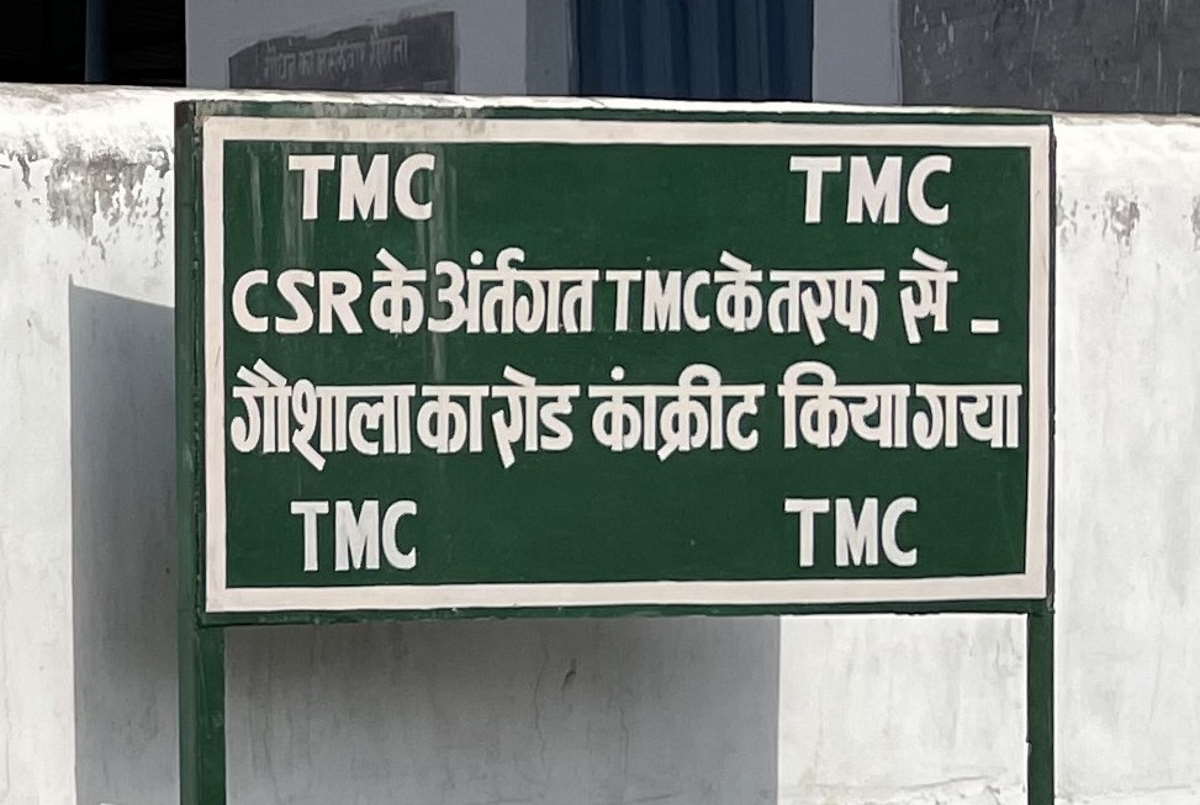 TMC TMC
CSR के अंर्तगत TMC के तरफ से _
गौशाला का रोड कांक्रीट किया गया
TMC TMC